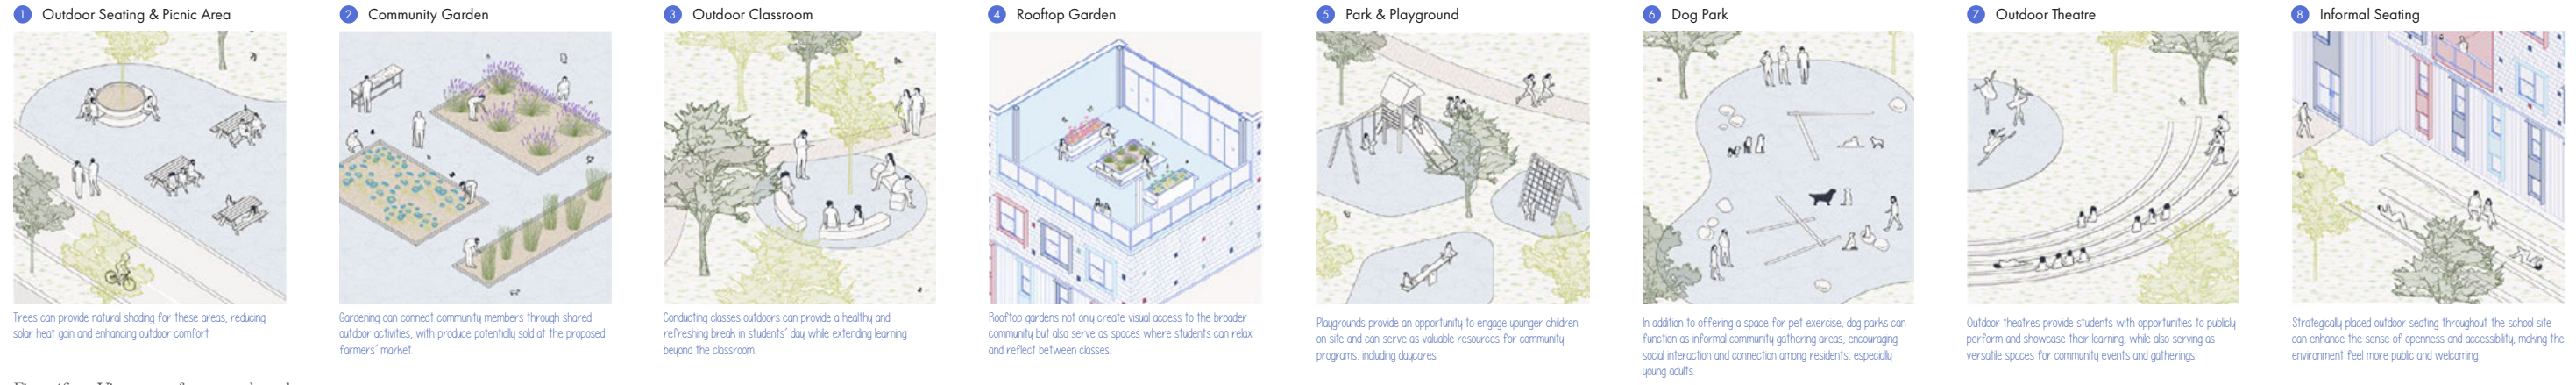 1 Outdoor Seating & Picnic Area
Trees can provide natural shading for these areas, reducing
solar heat gain and enhancing outdoor comfort.
2 Community Garden
Gardening can connect community members through shared
outdoor activities, with produce potentially sold at the proposed
farmers' market.
3 Outdoor Classroom
Conducting classes outdoors can provide a healthy and
refreshing break in students' day while extending learning
beyond the classroom.
4 Rooftop Garden
Rooftop gardens not only create visual access to the broader
community but also serve as spaces where students can relax
and reflect between classes.
5 Park & Playground
Playgrounds provide an opportunity to engage younger children
on site and can serve as valuable resources for community
programs, including daycares.
6 Dog Park
In addition to offering a space for pet exercise, dog parks can
function as informal community gathering areas, encouraging
social interaction and connection among residents, especially
young adults.
7 Outdoor Theatre
Outdoor theatres provide students with opportunities to publicly
perform and showcase their learning, while also serving as
versatile spaces for community events and gatherings.
8 Informal Seating
Strategically placed outdoor seating throughout the school site
can enhance the sense of openness and accessibility, making the
environment feel more public and welcoming.